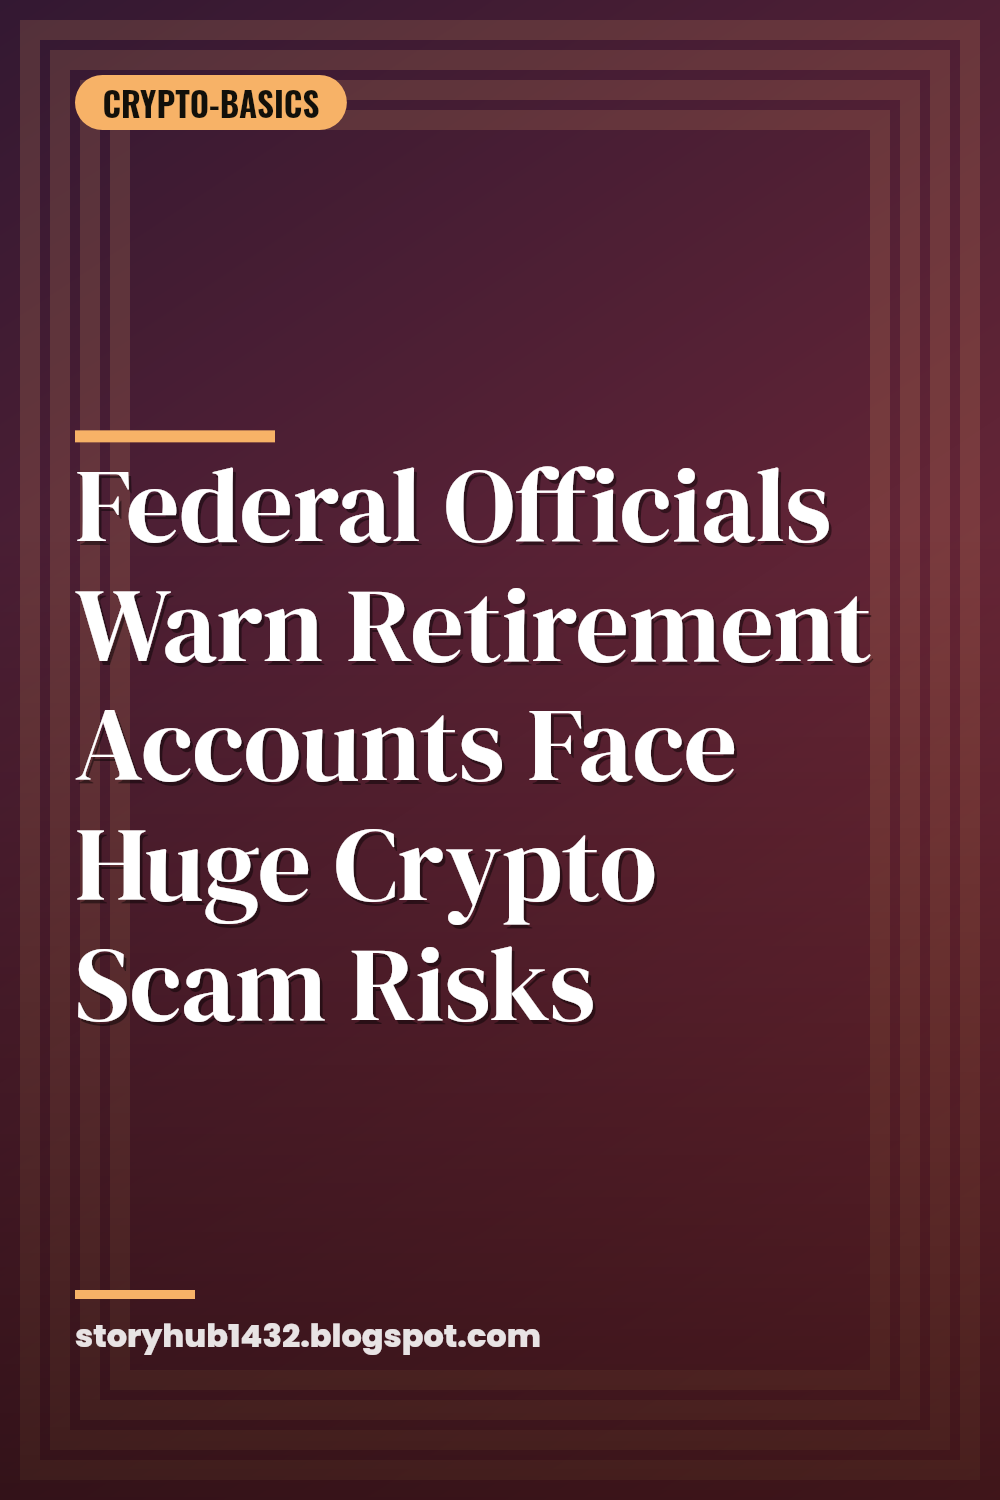 CRYPTO-BASICS
Federal Officials
Warn Retirement
Accounts Face
Huge Crypto
Scam Risks
storyhub1432.blogspot.com